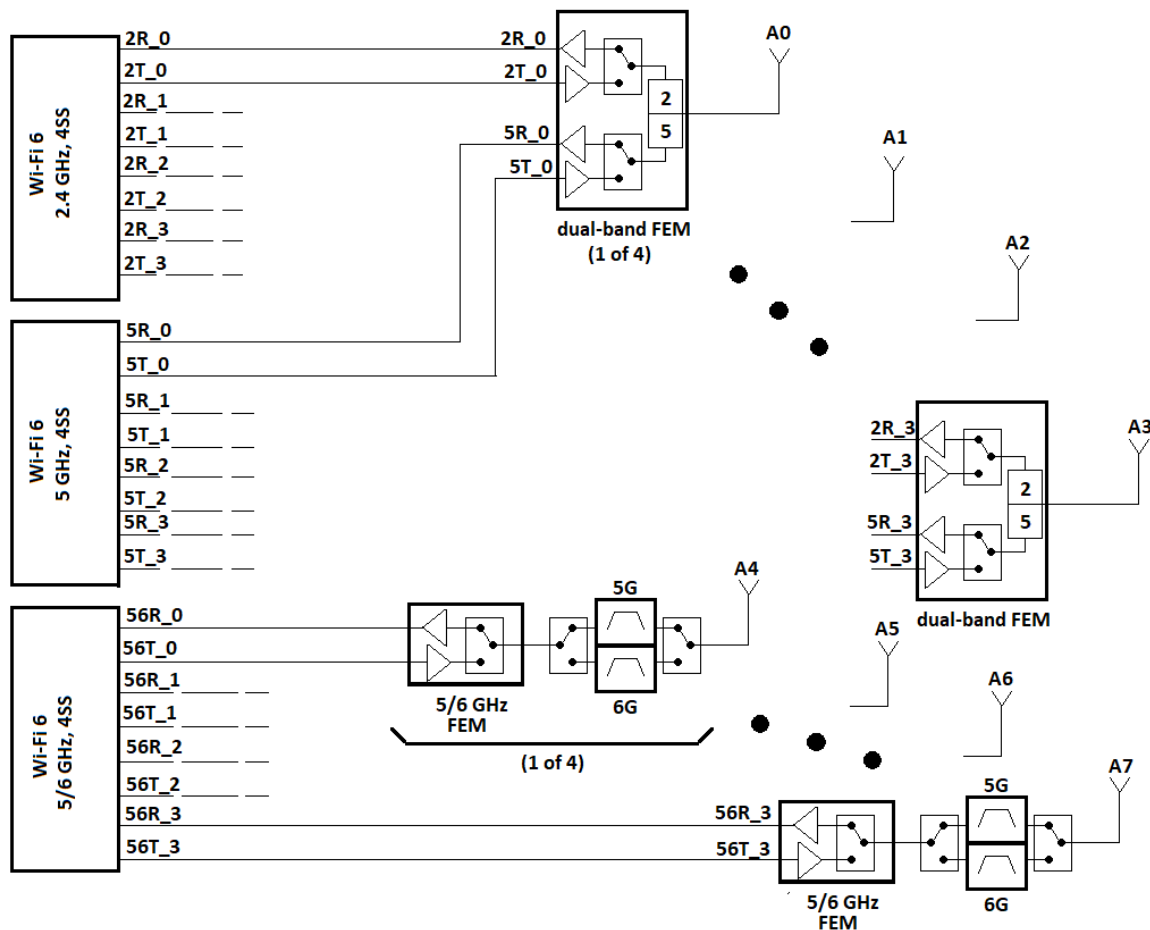 Wi-Fi 6
2.4 GHz, 4SS
2R_0
2T_0
2R_1
2T_1
2R_2
2T_2
2R_3
2T_3
2R_0
2T_0
5R_0
5T_0
2
5
dual-band FEM
(1 of 4)
A0
A1
A2
Wi-Fi 6
5 GHz, 4SS
5R_0
5T_0
5R_1
5T_1
5R_2
5T_2
5R_3
5T_3
2R_3
2T_3
5R_3
5T_3
2
5
dual-band FEM
A3
Wi-Fi 6
5/6 GHz, 4SS
56R_0
56T_0
56R_1
56T_1
56R_2
56T_2
56R_3
56T_3
5/6 GHz
FEM
5G
6G
(1 of 4)
A4
A5
A6
56R_3
56T_3
5/6 GHz
FEM
5G
6G
A7